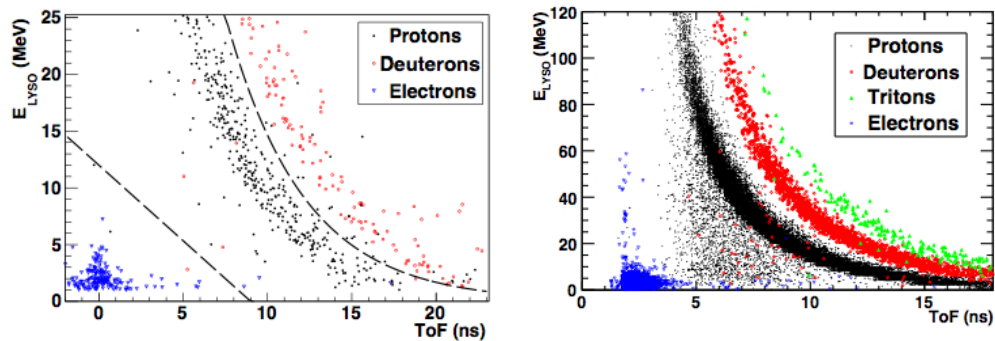 E_LYSO (MeV)
25
20
15
10
5
0
Protons
Deuterons
Electrons
0 5 10 15 20
ToF (ns)
E_LYSO (MeV)
120
100
80
60
40
20
0
Protons
Deuterons
Tritons
Electrons
0 5 10 15
ToF (ns)